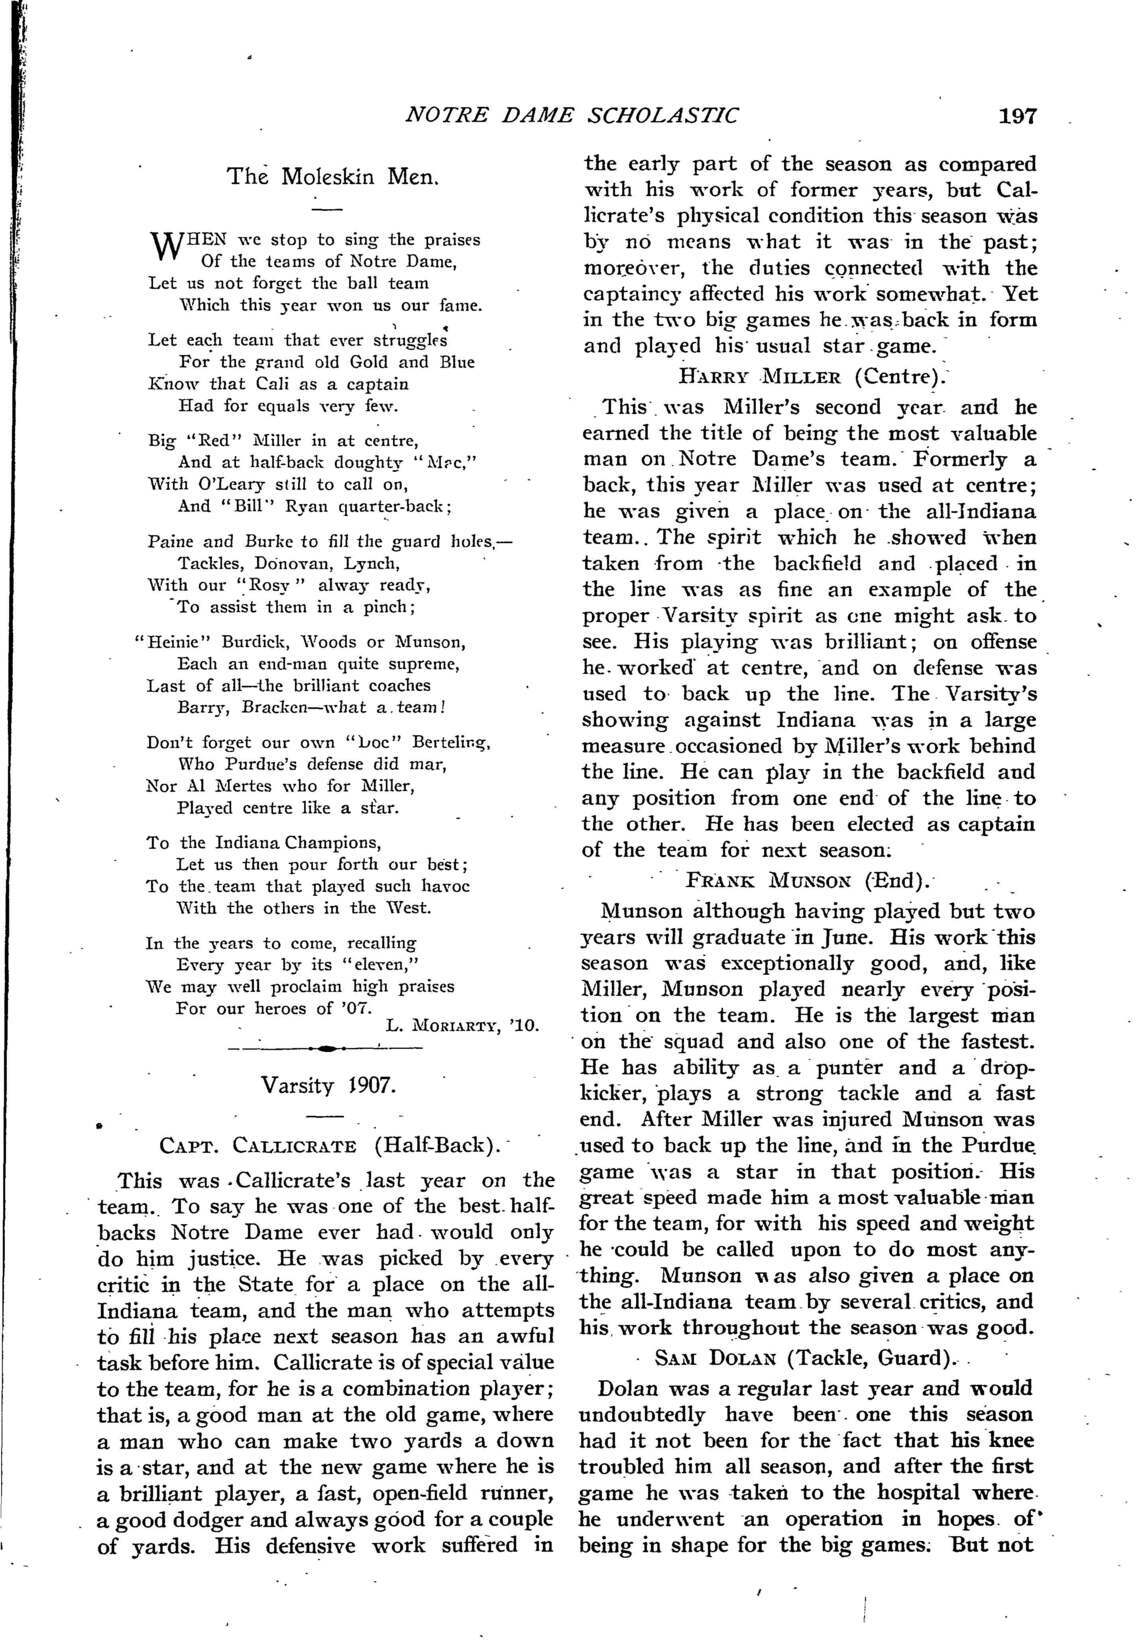 NOTRE DAME SCHOLASTIC 197
The Moleskin Men.
WHEN we stop to sing the praises
Of the teams of Notre Dame,
Let us not forget the ball team
Which this year won us our fame.
Let each team that ever struggles
For the grand old Gold and Blue
Know that Cali as a captain
Had for equals very few.
Big "Red" Miller in at centre,
And at half-back doughty "Mac,"
With O'Leary still to call on,
And "Bill" Ryan quarter-back;
Paine and Burke to fill the guard holes,—
Tackles, Donovan, Lynch,
With our "Rosy" alway ready,
To assist them in a pinch;
"Heinie" Burdick, Woods or Munson,
Each an end-man quite supreme,
Last of all—the brilliant coaches
Barry, Bracken—what a team!
Don't forget our own "Doc" Berteling,
Who Purdue's defense did mar,
Nor Al Mertes who for Miller,
Played centre like a star.
To the Indiana Champions,
Let us then pour forth our best;
To the team that played such havoc
With the others in the West.
In the years to come, recalling
Every year by its "eleven,"
We may well proclaim high praises
For our heroes of '07.
L. MORIARTY, '10.
Varsity 1907.
CAPT. CALLICRATE (Half-Back).
This was Callicrate's last year on the
team. To say he was one of the best half-
backs Notre Dame ever had would only
do him justice. He was picked by every
critic in the State for a place on the all-
Indiana team, and the man who attempts
to fill his place next season has an awful
task before him. Callicrate is of special value
to the team, for he is a combination player;
that is, a good man at the old game, where
a man who can make two yards a down
is a star, and at the new game where he is
a brilliant player, a fast, open-field runner,
a good dodger and always good for a couple
of yards. His defensive work suffered in
the early part of the season as compared
with his work of former years, but Cal-
licrate's physical condition this season was
by no means what it was in the past;
moreover, the duties connected with the
captaincy affected his work somewhat. Yet
in the two big games he was back in form
and played his usual star game.
HARRY MILLER (Centre).
This was Miller's second year and he
earned the title of being the most valuable
man on Notre Dame's team. Formerly a
back, this year Miller was used at centre;
he was given a place on the all-Indiana
team. The spirit which he showed when
taken from the backfield and placed in
the line was as fine an example of the
proper Varsity spirit as one might ask to
see. His playing was brilliant; on offense
he worked at centre, and on defense was
used to back up the line. The Varsity's
showing against Indiana was in a large
measure occasioned by Miller's work behind
the line. He can play in the backfield and
any position from one end of the line to
the other. He has been elected as captain
of the team for next season.
FRANK MUNSON (End).
Munson although having played but two
years will graduate in June. His work this
season was exceptionally good, and, like
Miller, Munson played nearly every posi-
tion on the team. He is the largest man
on the squad and also one of the fastest.
He has ability as a punter and a drop-
kicker, plays a strong tackle and a fast
end. After Miller was injured Munson was
used to back up the line, and in the Purdue
game was a star in that position. His
great speed made him a most valuable man
for the team, for with his speed and weight
he could be called upon to do most any-
thing. Munson was also given a place on
the all-Indiana team by several critics, and
his work throughout the season was good.
SAM DOLAN (Tackle, Guard).
Dolan was a regular last year and would
undoubtedly have been one this season
had it not been for the fact that his knee
troubled him all season, and after the first
game he was taken to the hospital where
he underwent an operation in hopes of
being in shape for the big games. But not